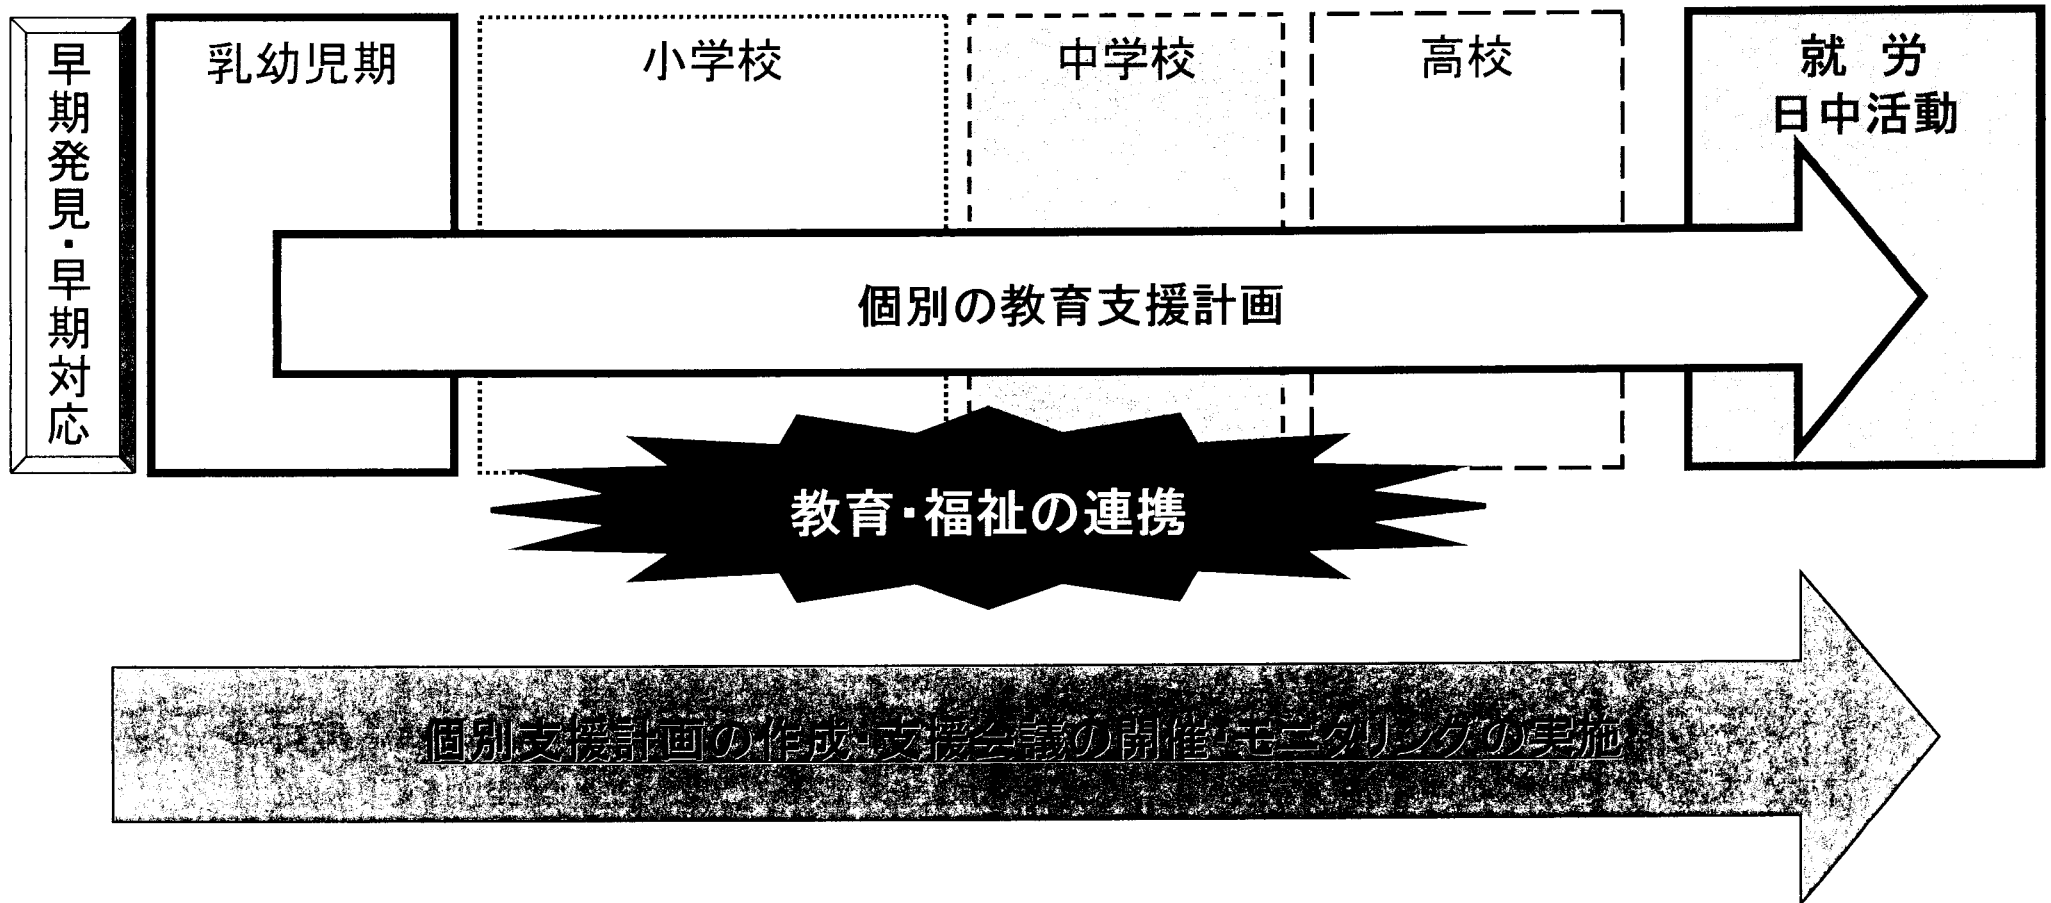 早期発見・早期対応
乳幼児期
小学校
中学校
高校
就 労
日中活動
個別の教育支援計画
教育・福祉の連携
個別支援計画の作成・支援会議の開催・モニタリングの実施